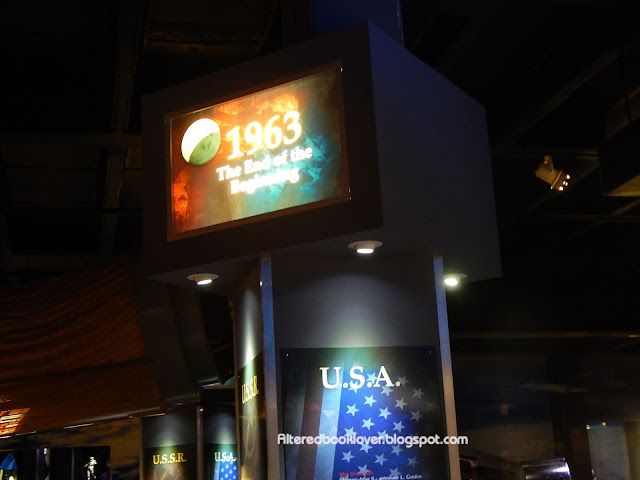 1963
The End of the
Beginning
U.S.A.
U.S.S.R.
U.S.S.R.
U.S.A.
Alteredbooklover.blogspot.com